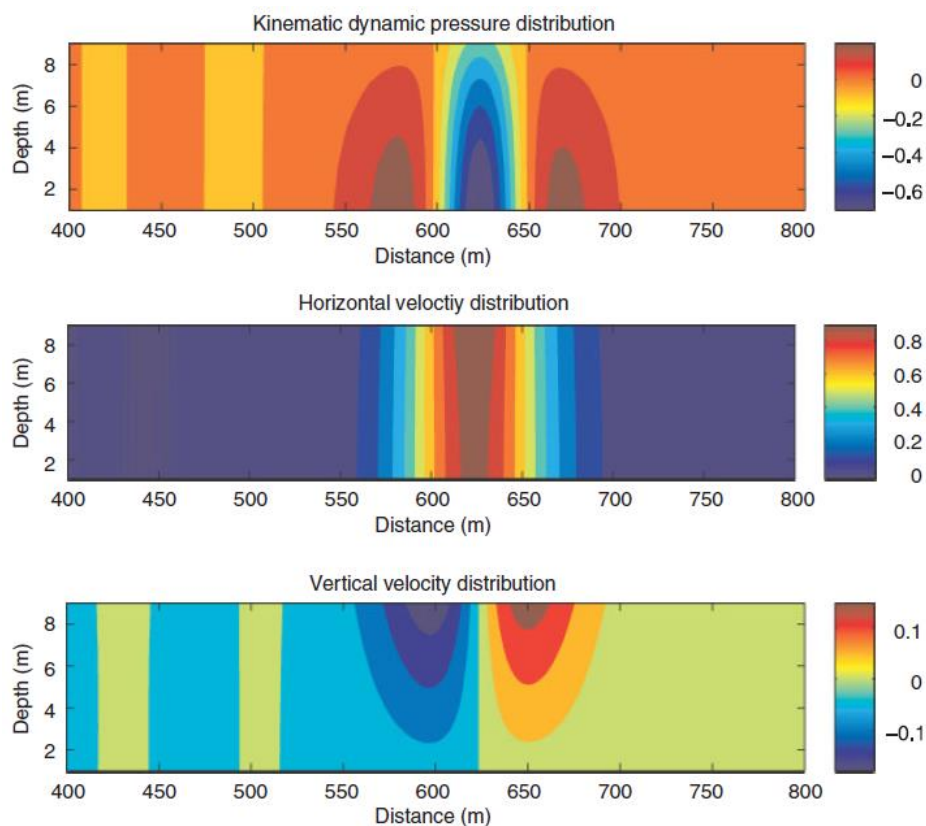 Kinematic dynamic pressure distribution
Depth (m)
8
6
4
2
400 450 500 550 600 650 700 750 800
Distance (m)
0
−0.2
−0.4
−0.6
Horizontal veloctiy distribution
Depth (m)
8
6
4
2
400 450 500 550 600 650 700 750 800
Distance (m)
0.8
0.6
0.4
0.2
0
Vertical velocity distribution
Depth (m)
8
6
4
2
400 450 500 550 600 650 700 750 800
Distance (m)
0.1
0
−0.1